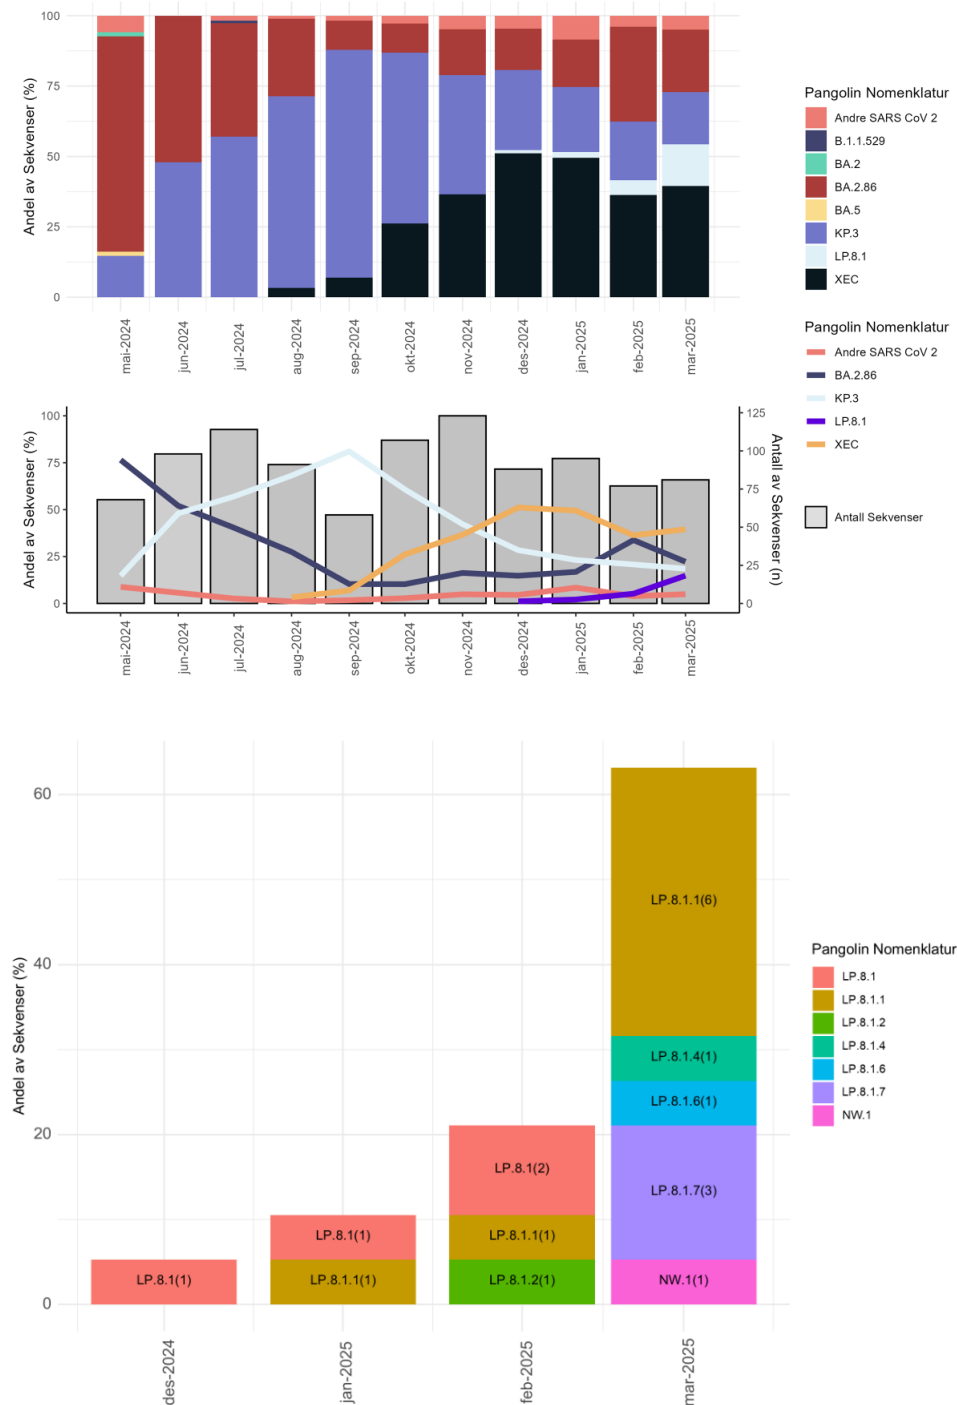 100
75
50
25
0
Andel av Sekvenser (%)
mai-2024
jun-2024
jul-2024
aug-2024
sep-2024
okt-2024
nov-2024
des-2024
jan-2025
feb-2025
mar-2025
Pangolin Nomenklatur
Andre SARS CoV 2
B.1.1.529
BA.2
BA.2.86
BA.5
KP.3
LP.8.1
XEC
Pangolin Nomenklatur
Andre SARS CoV 2
BA.2.86
KP.3
LP.8.1
XEC
Antall Sekvenser
100
75
50
25
0
Andel av Sekvenser (%)
125
100
75
50
25
0
Antall av Sekvenser (n)
mai-2024
jun-2024
jul-2024
aug-2024
sep-2024
okt-2024
nov-2024
des-2024
jan-2025
feb-2025
mar-2025
60
40
20
0
Andel av Sekvenser (%)
LP.8.1(1)
LP.8.1(1)
LP.8.1.1(1)
LP.8.1(2)
LP.8.1.1(1)
LP.8.1.2(1)
LP.8.1.1(6)
LP.8.1.4(1)
LP.8.1.6(1)
LP.8.1.7(3)
NW.1(1)
des-2024
jan-2025
feb-2025
mar-2025
Pangolin Nomenklatur
LP.8.1
LP.8.1.1
LP.8.1.2
LP.8.1.4
LP.8.1.6
LP.8.1.7
NW.1